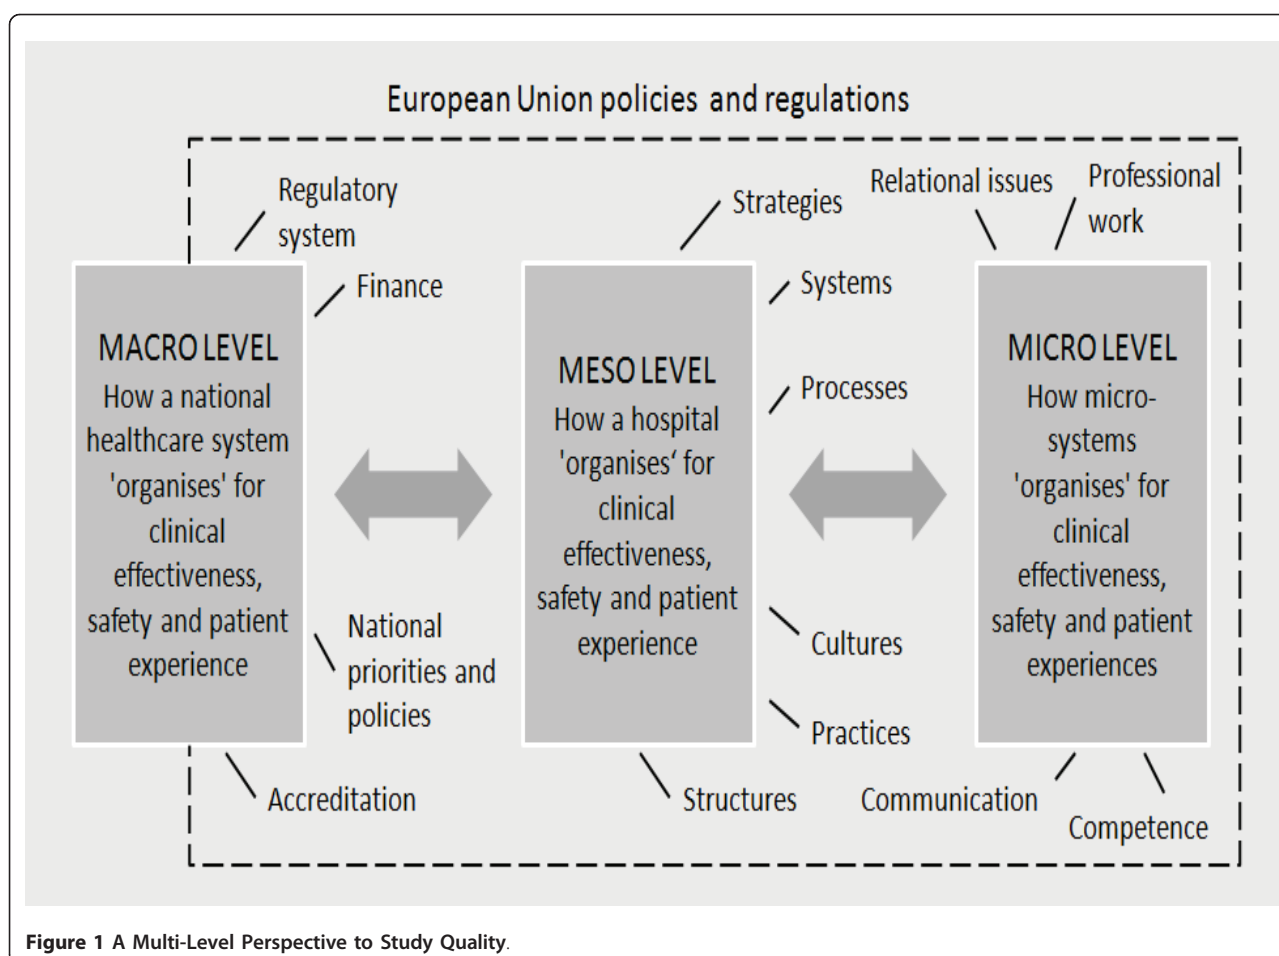 European Union policies and regulations
Regulatory
system
Finance
MACRO LEVEL
How a national
healthcare system
'organises' for
clinical
effectiveness,
safety and patient
experience
National
priorities and
policies
Accreditation
Strategies
Systems
Processes
MESO LEVEL
How a hospital
'organises‘ for
clinical
effectiveness,
safety and patient
experience
Cultures
Practices
Structures
Relational issues
Professional
work
MICRO LEVEL
How micro-
systems
'organises' for
clinical
effectiveness,
safety and patient
experiences
Communication
Competence
Figure 1 A Multi-Level Perspective to Study Quality.